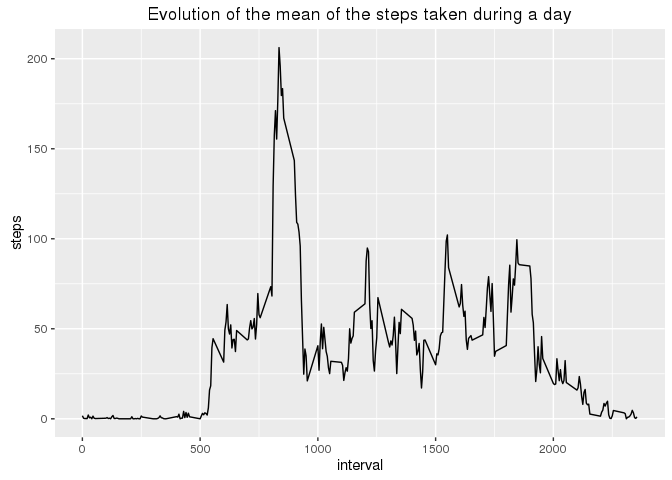 Evolution of the mean of the steps taken during a day
200
150
100
50
0
steps
0 500 1000 1500 2000
interval